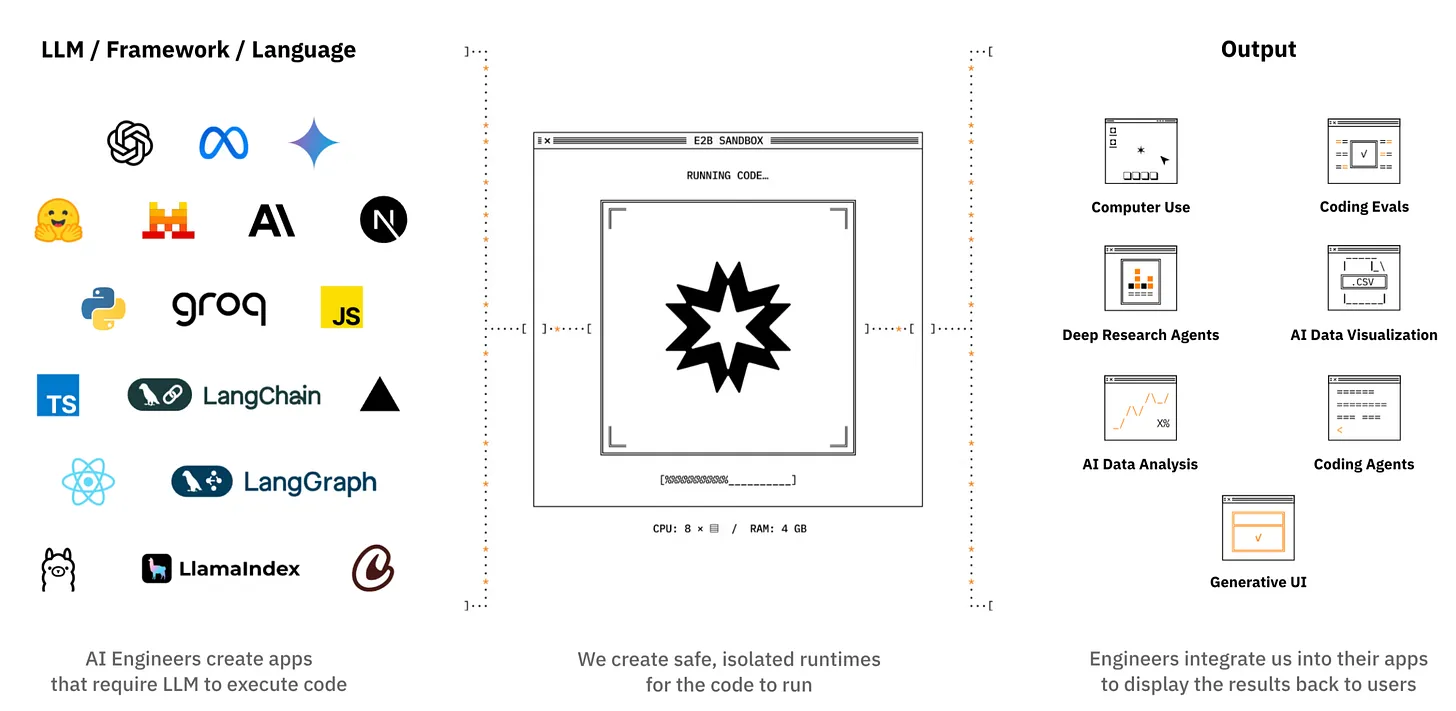 LLM / Framework / Language
Output
E2B SANDBOX
RUNNING CODE…
Computer Use
Coding Evals
groq
JS
.CSV
Deep Research Agents
AI Data Visualization
TS
LangChain
X%
AI Data Analysis
Coding Agents
LangGraph
CPU: 8 × / RAM: 4 GB
LlamaIndex
Generative UI
AI Engineers create apps
that require LLM to execute code
We create safe, isolated runtimes
for the code to run
Engineers integrate us into their apps
to display the results back to users